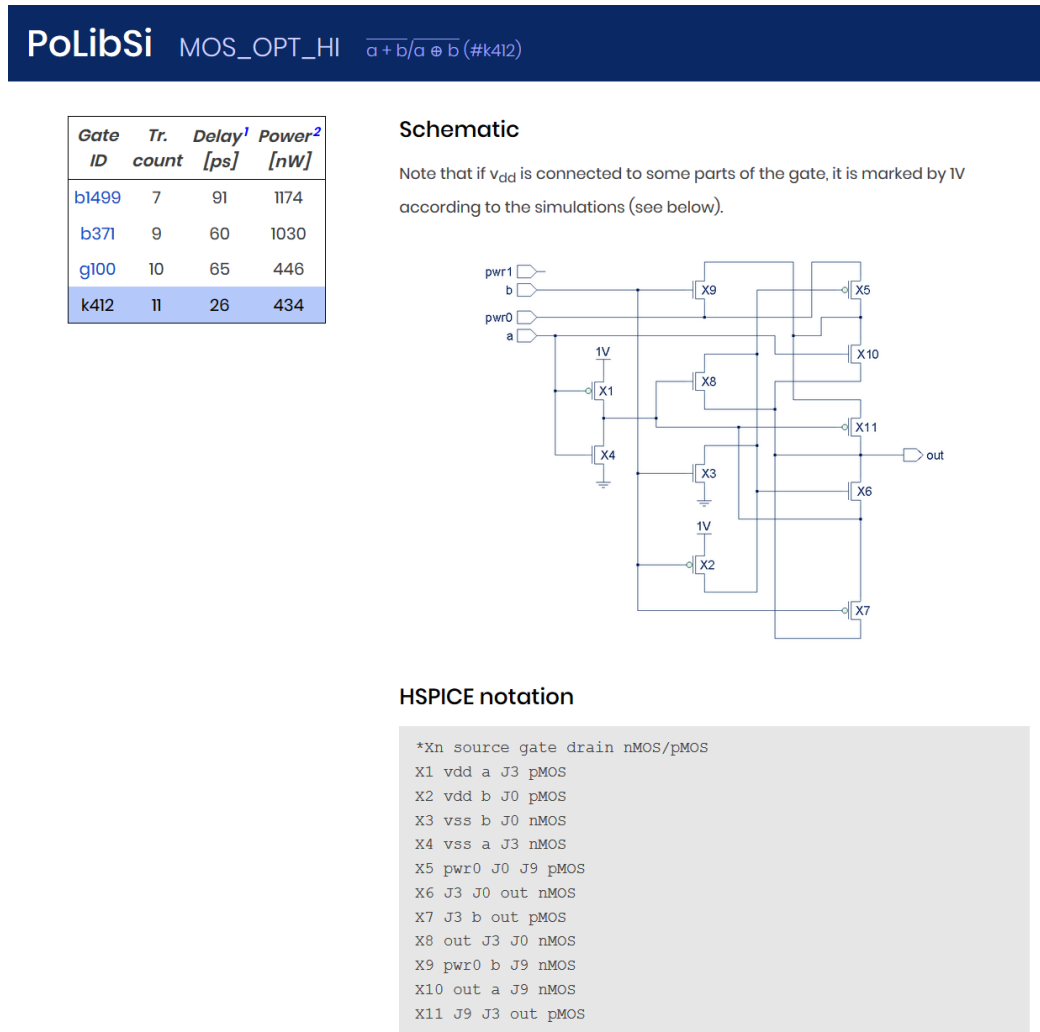 PoLibSi MOS_OPT_HI a + b/a ⊕ b (#k412)
Gate ID Tr. count Delay1 [ps] Power2 [nW]
b1499 7 91 1174
b371 9 60 1030
g100 10 65 446
k412 11 26 434
Schematic
Note that if vdd is connected to some parts of the gate, it is marked by 1V
according to the simulations (see below).
pwr1
b
pwr0
a
1V
X1
X4
X9
X8
X3
1V
X2
X5
X10
X11
out
X6
X7
HSPICE notation
*Xn source gate drain nMOS/pMOS
X1 vdd a J3 pMOS
X2 vdd b J0 pMOS
X3 vss b J0 nMOS
X4 vss a J3 nMOS
X5 pwr0 J0 J9 pMOS
X6 J3 J0 out nMOS
X7 J3 b out pMOS
X8 out J3 J0 nMOS
X9 pwr0 b J9 nMOS
X10 out a J9 nMOS
X11 J9 J3 out pMOS